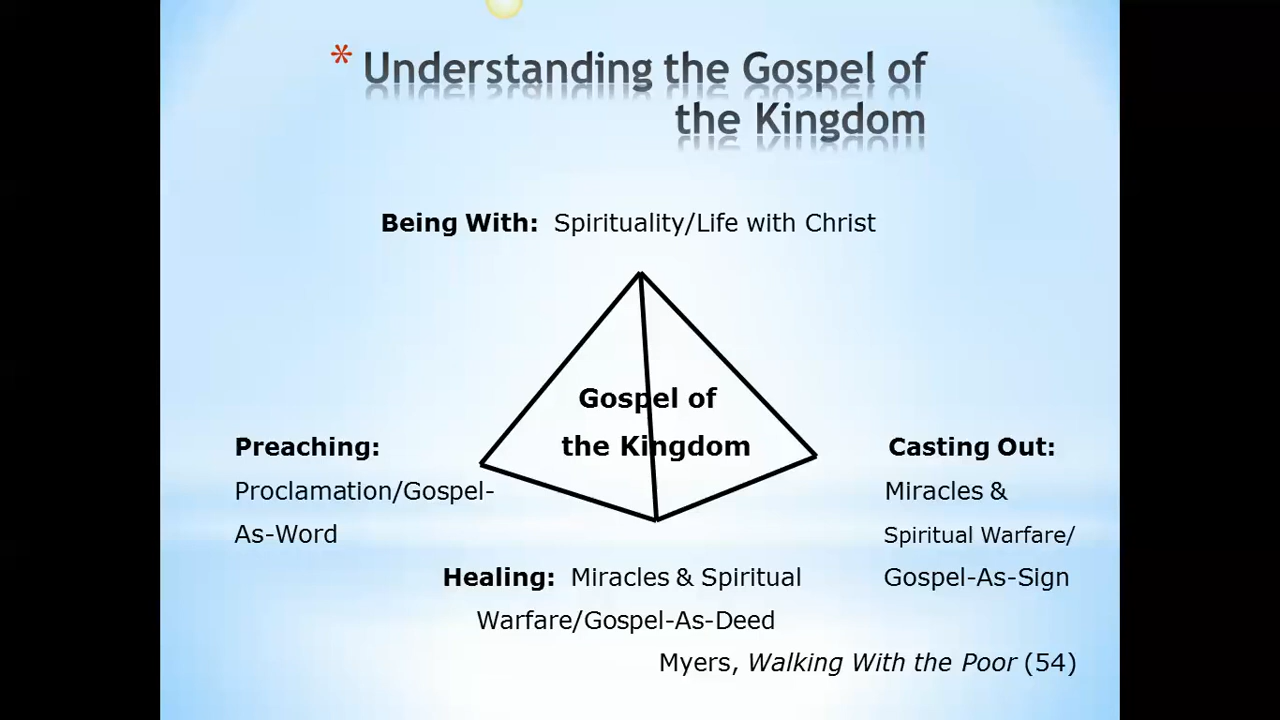 * Understanding the Gospel of
the Kingdom
Being With: Spirituality/Life with Christ
Gospel of
the Kingdom
Preaching:
Proclamation/Gospel-
As-Word
Casting Out:
Miracles &
Spiritual Warfare/
Gospel-As-Sign
Healing: Miracles & Spiritual
Warfare/Gospel-As-Deed
Myers, Walking With the Poor (54)